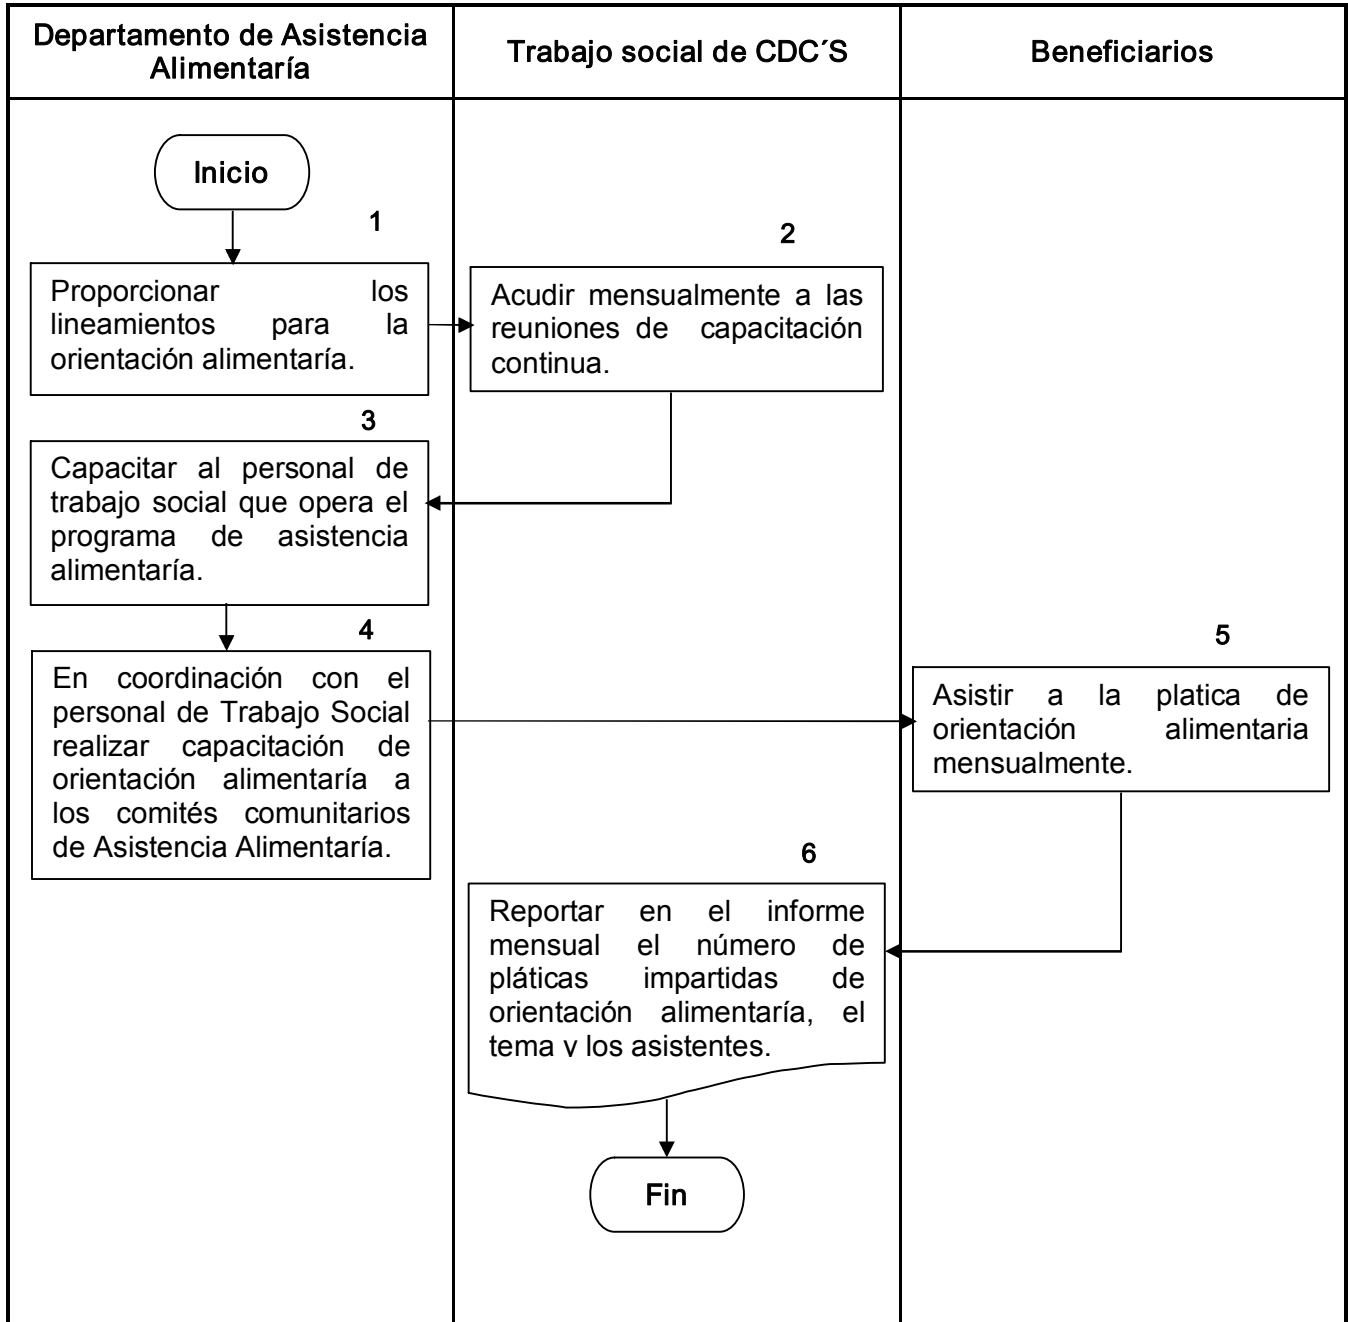 Departamento de Asistencia
Alimentaría
Trabajo social de CDC´S
Beneficiarios
Inicio
1
Proporcionar los
lineamientos para la
orientación alimentaría.
2
Acudir mensualmente a las
reuniones de capacitación
continua.
3
Capacitar al personal de
trabajo social que opera el
programa de asistencia
alimentaría.
4
En coordinación con el
personal de Trabajo Social
realizar capacitación de
orientación alimentaría a
los comités comunitarios
de Asistencia Alimentaría.
5
Asistir a la platica de
orientación alimentaria
mensualmente.
6
Reportar en el informe
mensual el número de
pláticas impartidas de
orientación alimentaría, el
tema y los asistentes.
Fin